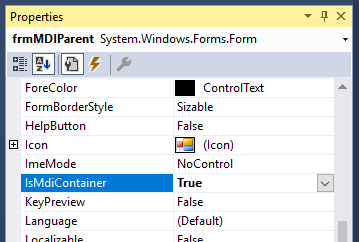 Properties
frmMDIParent System.Windows.Forms.Form
ForeColor ControlText
FormBorderStyle Sizable
HelpButton False
Icon (Icon)
ImeMode NoControl
IsMdiContainer True
KeyPreview False
Language (Default)
Localizable False